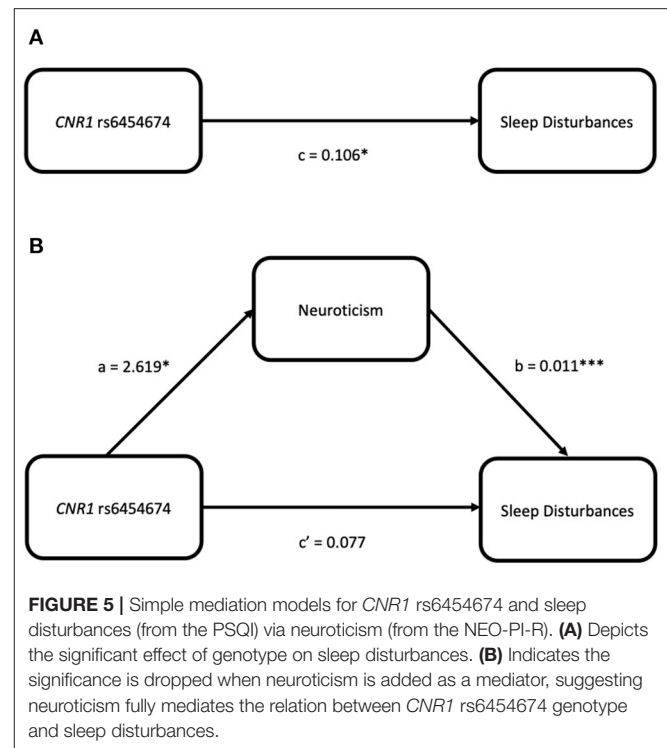 A
CNR1 rs6454674
Sleep Disturbances
c = 0.106*
B
Neuroticism
a = 2.619*
b = 0.011***
CNR1 rs6454674
Sleep Disturbances
c′ = 0.077
FIGURE 5 | Simple mediation models for CNR1 rs6454674 and sleep
disturbances (from the PSQI) via neuroticism (from the NEO-PI-R). (A) Depicts
the significant effect of genotype on sleep disturbances. (B) Indicates the
significance is dropped when neuroticism is added as a mediator, suggesting
neuroticism fully mediates the relation between CNR1 rs6454674 genotype
and sleep disturbances.